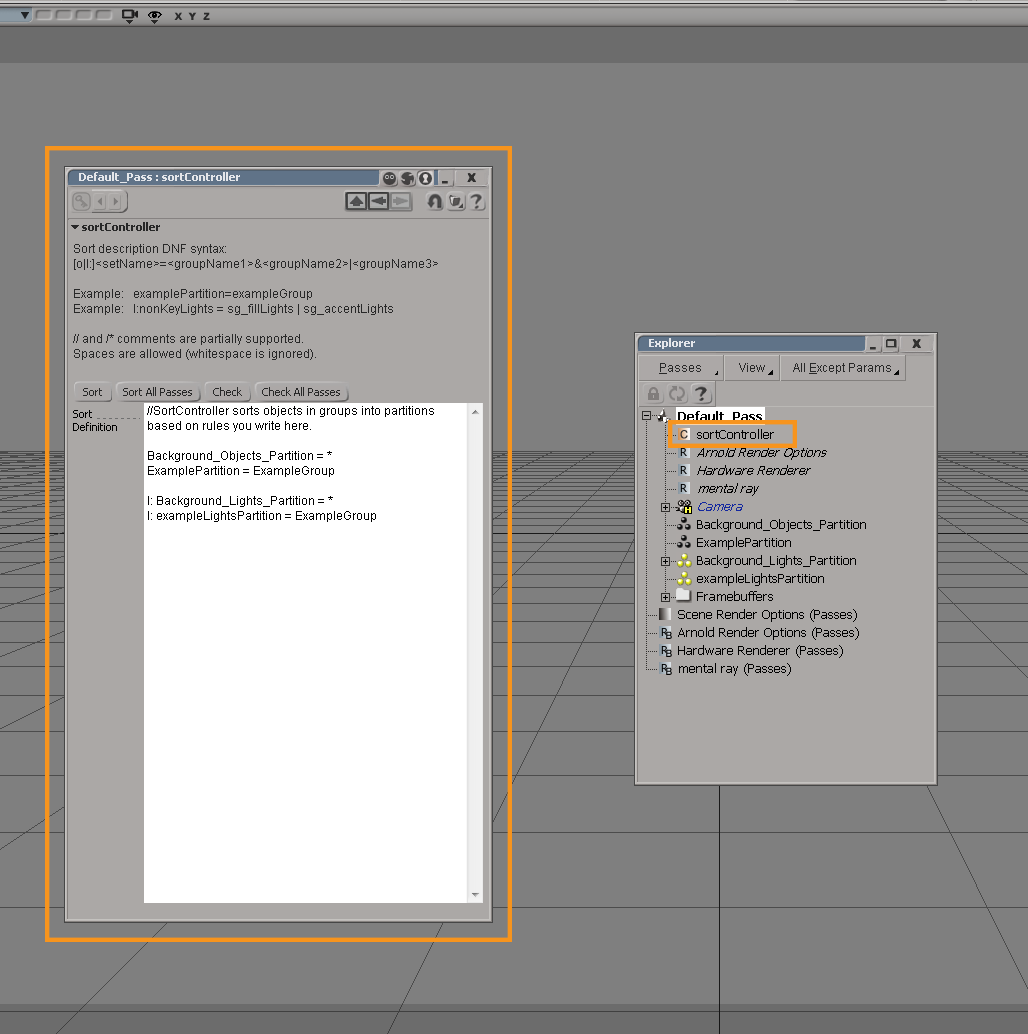 X Y Z
Default_Pass : sortController
sortController
Sort description DNF syntax:
[o|l:]<setName>=<groupName1>&<groupName2>|<groupName3>
Example: examplePartition=exampleGroup
Example: l:nonKeyLights = sg_fillLights | sg_accentLights
// and /* comments are partially supported.
Spaces are allowed (whitespace is ignored).
Sort Sort All Passes Check Check All Passes
Sort
Definition
//SortController sorts objects in groups into partitions
based on rules you write here.
Background_Objects_Partition = *
ExamplePartition = ExampleGroup
l: Background_Lights_Partition = *
l: exampleLightsPartition = ExampleGroup
Explorer
Passes View All Except Params
Default_Pass
C sortController
R Arnold Render Options
R Hardware Renderer
R mental ray
Camera
Background_Objects_Partition
ExamplePartition
Background_Lights_Partition
exampleLightsPartition
Framebuffers
Scene Render Options (Passes)
RB Arnold Render Options (Passes)
RB Hardware Renderer (Passes)
RB mental ray (Passes)